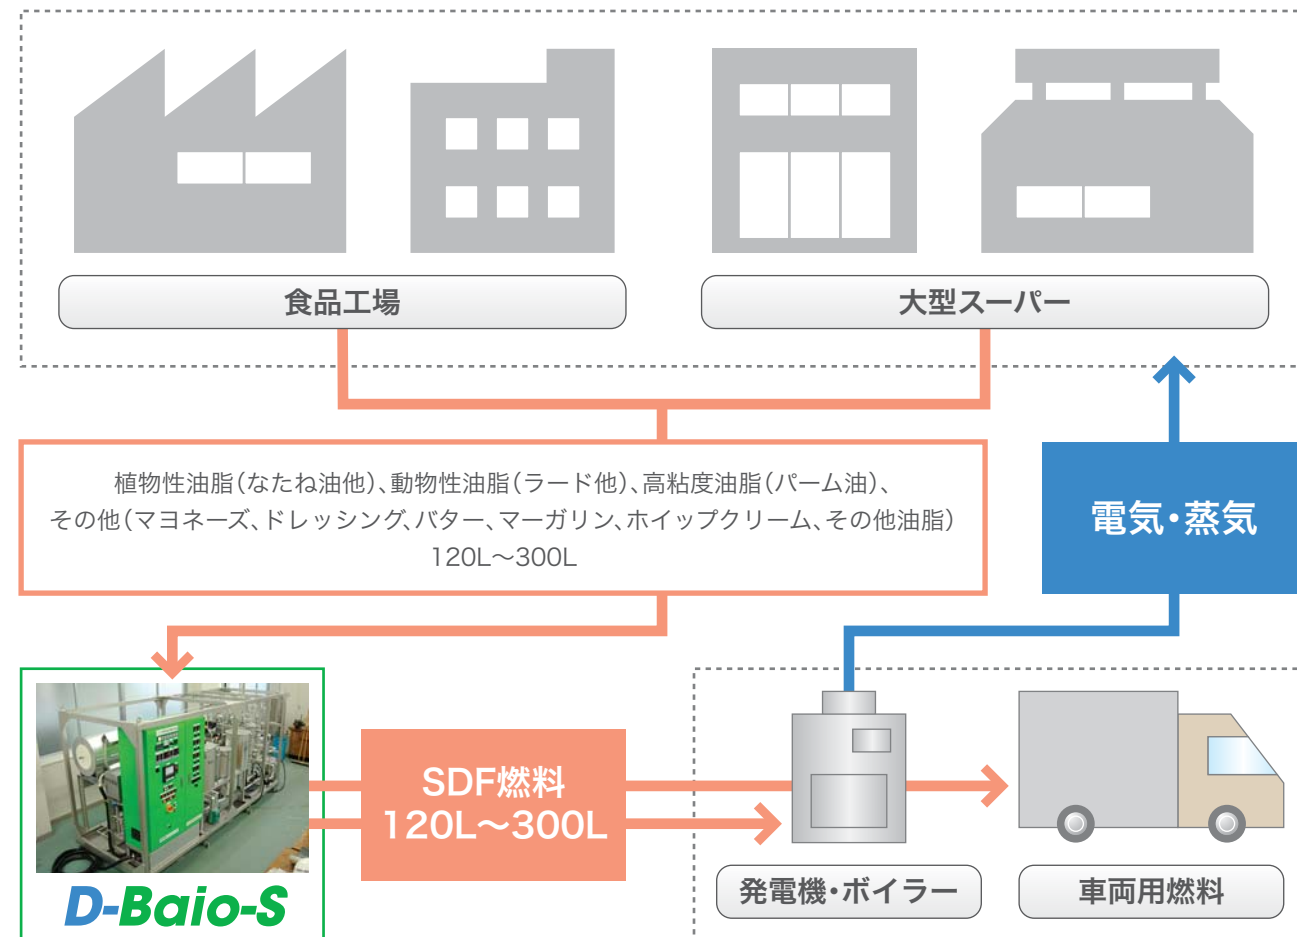 食品工場
大型スーパー
植物性油脂（なたね油他）、動物性油脂（ラード他）、高粘度油脂（パーム油）、
その他（マヨネーズ、ドレッシング、バター、マーガリン、ホイップクリーム、その他油脂）
120L～300L
電気・蒸気
SDF燃料
120L～300L
D-Baio-S
発電機・ボイラー
車両用燃料